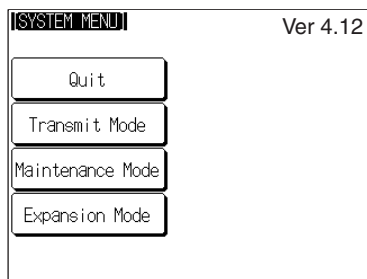 [SYSTEM MENU]
Ver 4.12
Quit
Transmit Mode
Maintenance Mode
Expansion Mode